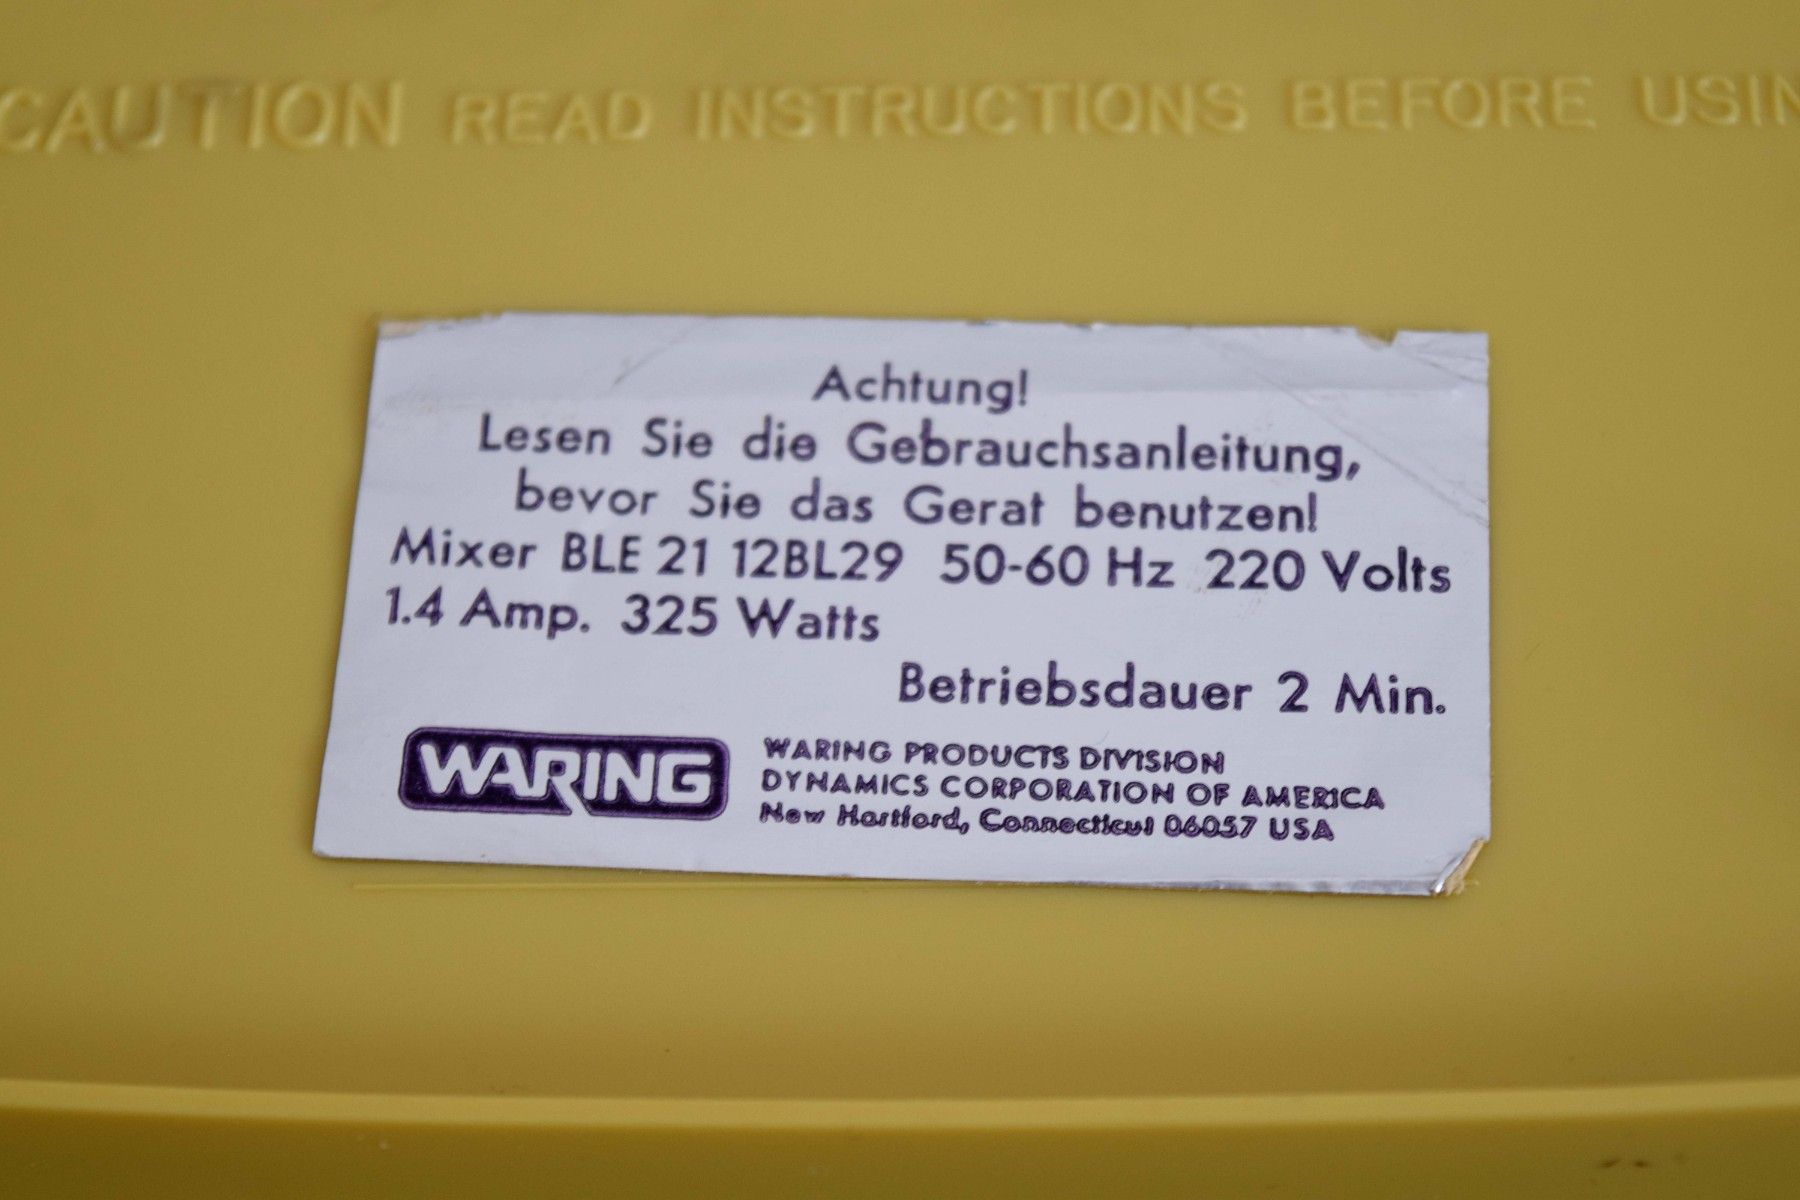 CAUTION READ INSTRUCTIONS BEFORE USIN
Achtung!
Lesen Sie die Gebrauchsanleitung,
bevor Sie das Gerat benutzen!
Mixer BLE 21 12BL29 50-60 Hz 220 Volts
1.4 Amp. 325 Watts
Betriebsdauer 2 Min.
WARING
WARING PRODUCTS DIVISION
DYNAMICS CORPORATION OF AMERICA
New Hartford, Connecticut 06057 USA